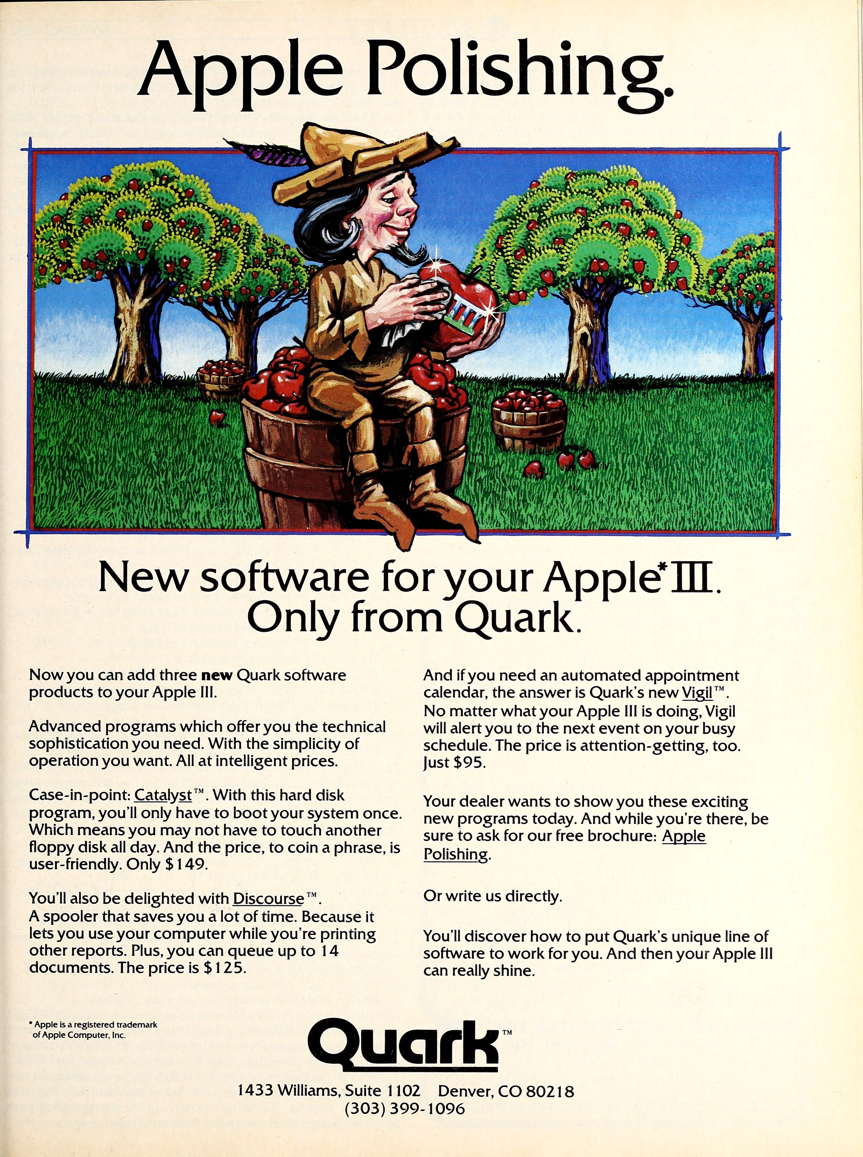 Apple Polishing.
III
New software for your Apple* III.
Only from Quark.
Now you can add three new Quark software
products to your Apple III.
Advanced programs which offer you the technical
sophistication you need. With the simplicity of
operation you want. All at intelligent prices.
Case-in-point: Catalyst™. With this hard disk
program, you'll only have to boot your system once.
Which means you may not have to touch another
floppy disk all day. And the price, to coin a phrase, is
user-friendly. Only $149.
You'll also be delighted with Discourse™.
A spooler that saves you a lot of time. Because it
lets you use your computer while you're printing
other reports. Plus, you can queue up to 14
documents. The price is $125.
And if you need an automated appointment
calendar, the answer is Quark's new Vigil™.
No matter what your Apple III is doing, Vigil
will alert you to the next event on your busy
schedule. The price is attention-getting, too.
Just $95.
Your dealer wants to show you these exciting
new programs today. And while you're there, be
sure to ask for our free brochure: Apple
Polishing.
Or write us directly.
You'll discover how to put Quark's unique line of
software to work for you. And then your Apple III
can really shine.
* Apple is a registered trademark
of Apple Computer, Inc.
Quark™
1433 Williams, Suite 1102 Denver, CO 80218
(303) 399-1096